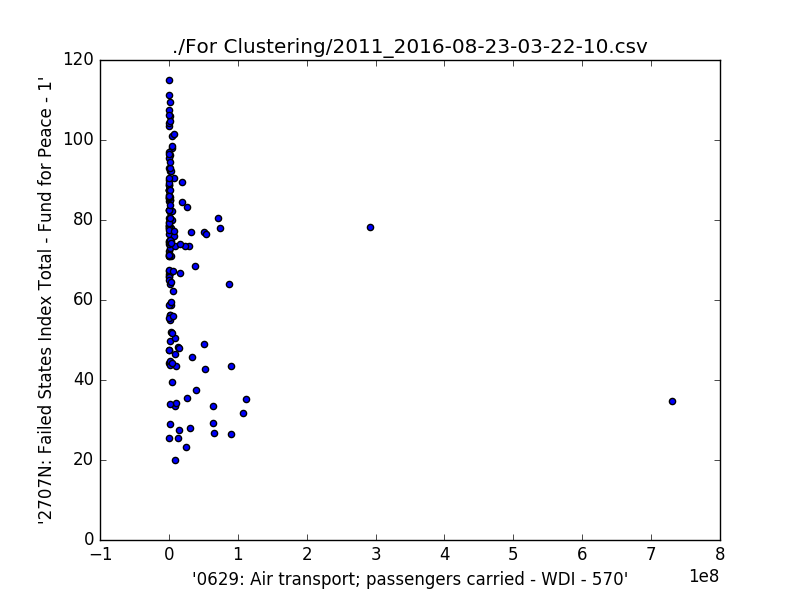 ./For Clustering/2011_2016-08-23-03-22-10.csv
'2707N: Failed States Index Total - Fund for Peace - 1'
120
100
80
60
40
20
0
−1 0 1 2 3 4 5 6 7 8
1e8
'0629: Air transport; passengers carried - WDI - 570'